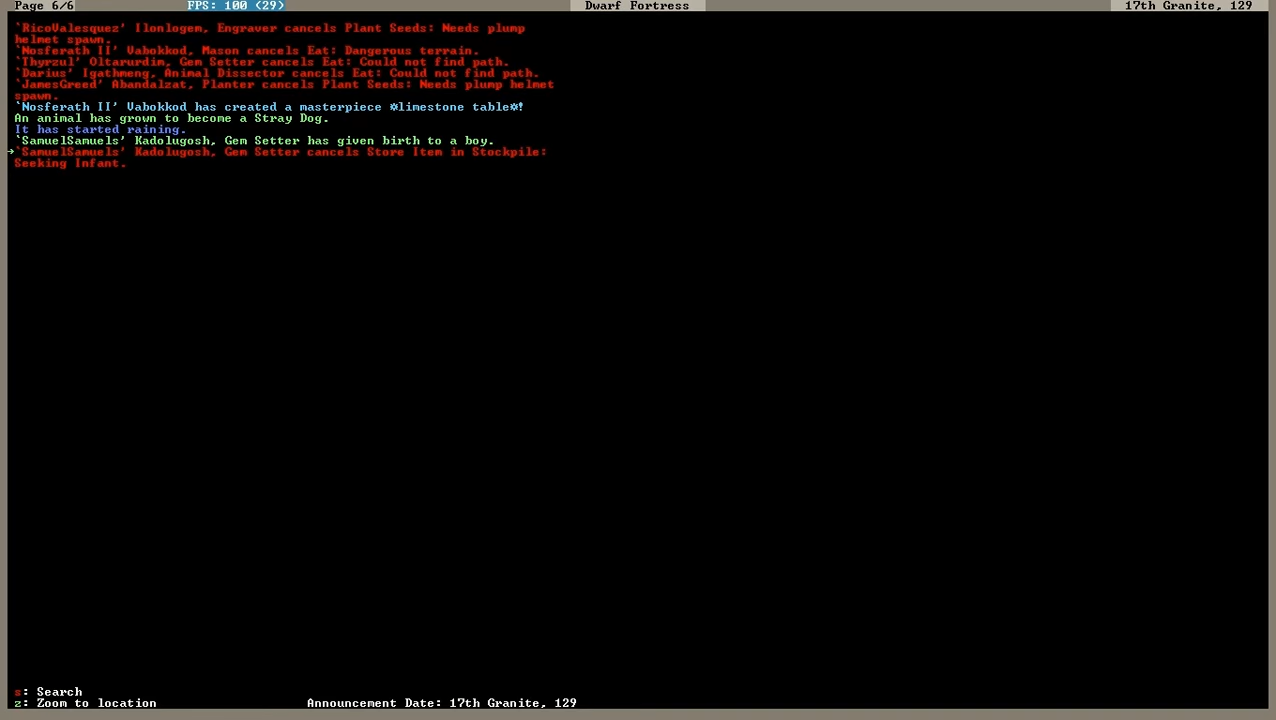 Page 6/6 FPS: 100 (29) Dwarf Fortress 17th Granite, 129
`RicoValesquez' Ilonlogem, Engraver cancels Plant Seeds: Needs plump
helmet spawn.
`Nosferath II' Vabokkod, Mason cancels Eat: Dangerous terrain.
`Thyrzul' Oltarurdim, Gem Setter cancels Eat: Could not find path.
`Darius' Igathmeng, Animal Dissector cancels Eat: Could not find path.
`JamesGreed' Abandalzat, Planter cancels Plant Seeds: Needs plump helmet
spawn.
`Nosferath II' Vabokkod has created a masterpiece ☼limestone table☼!
An animal has grown to become a Stray Dog.
It has started raining.
`SamuelSamuels' Kadolugosh, Gem Setter has given birth to a boy.
→`SamuelSamuels' Kadolugosh, Gem Setter cancels Store Item in Stockpile:
Seeking Infant.
s: Search
z: Zoom to location Announcement Date: 17th Granite, 129